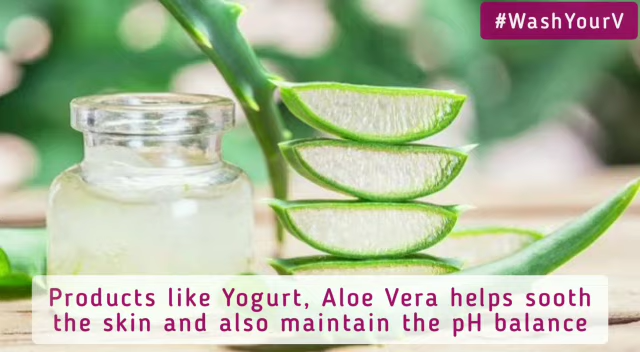 #WashYourV
Products like Yogurt, Aloe Vera helps sooth
the skin and also maintain the pH balance